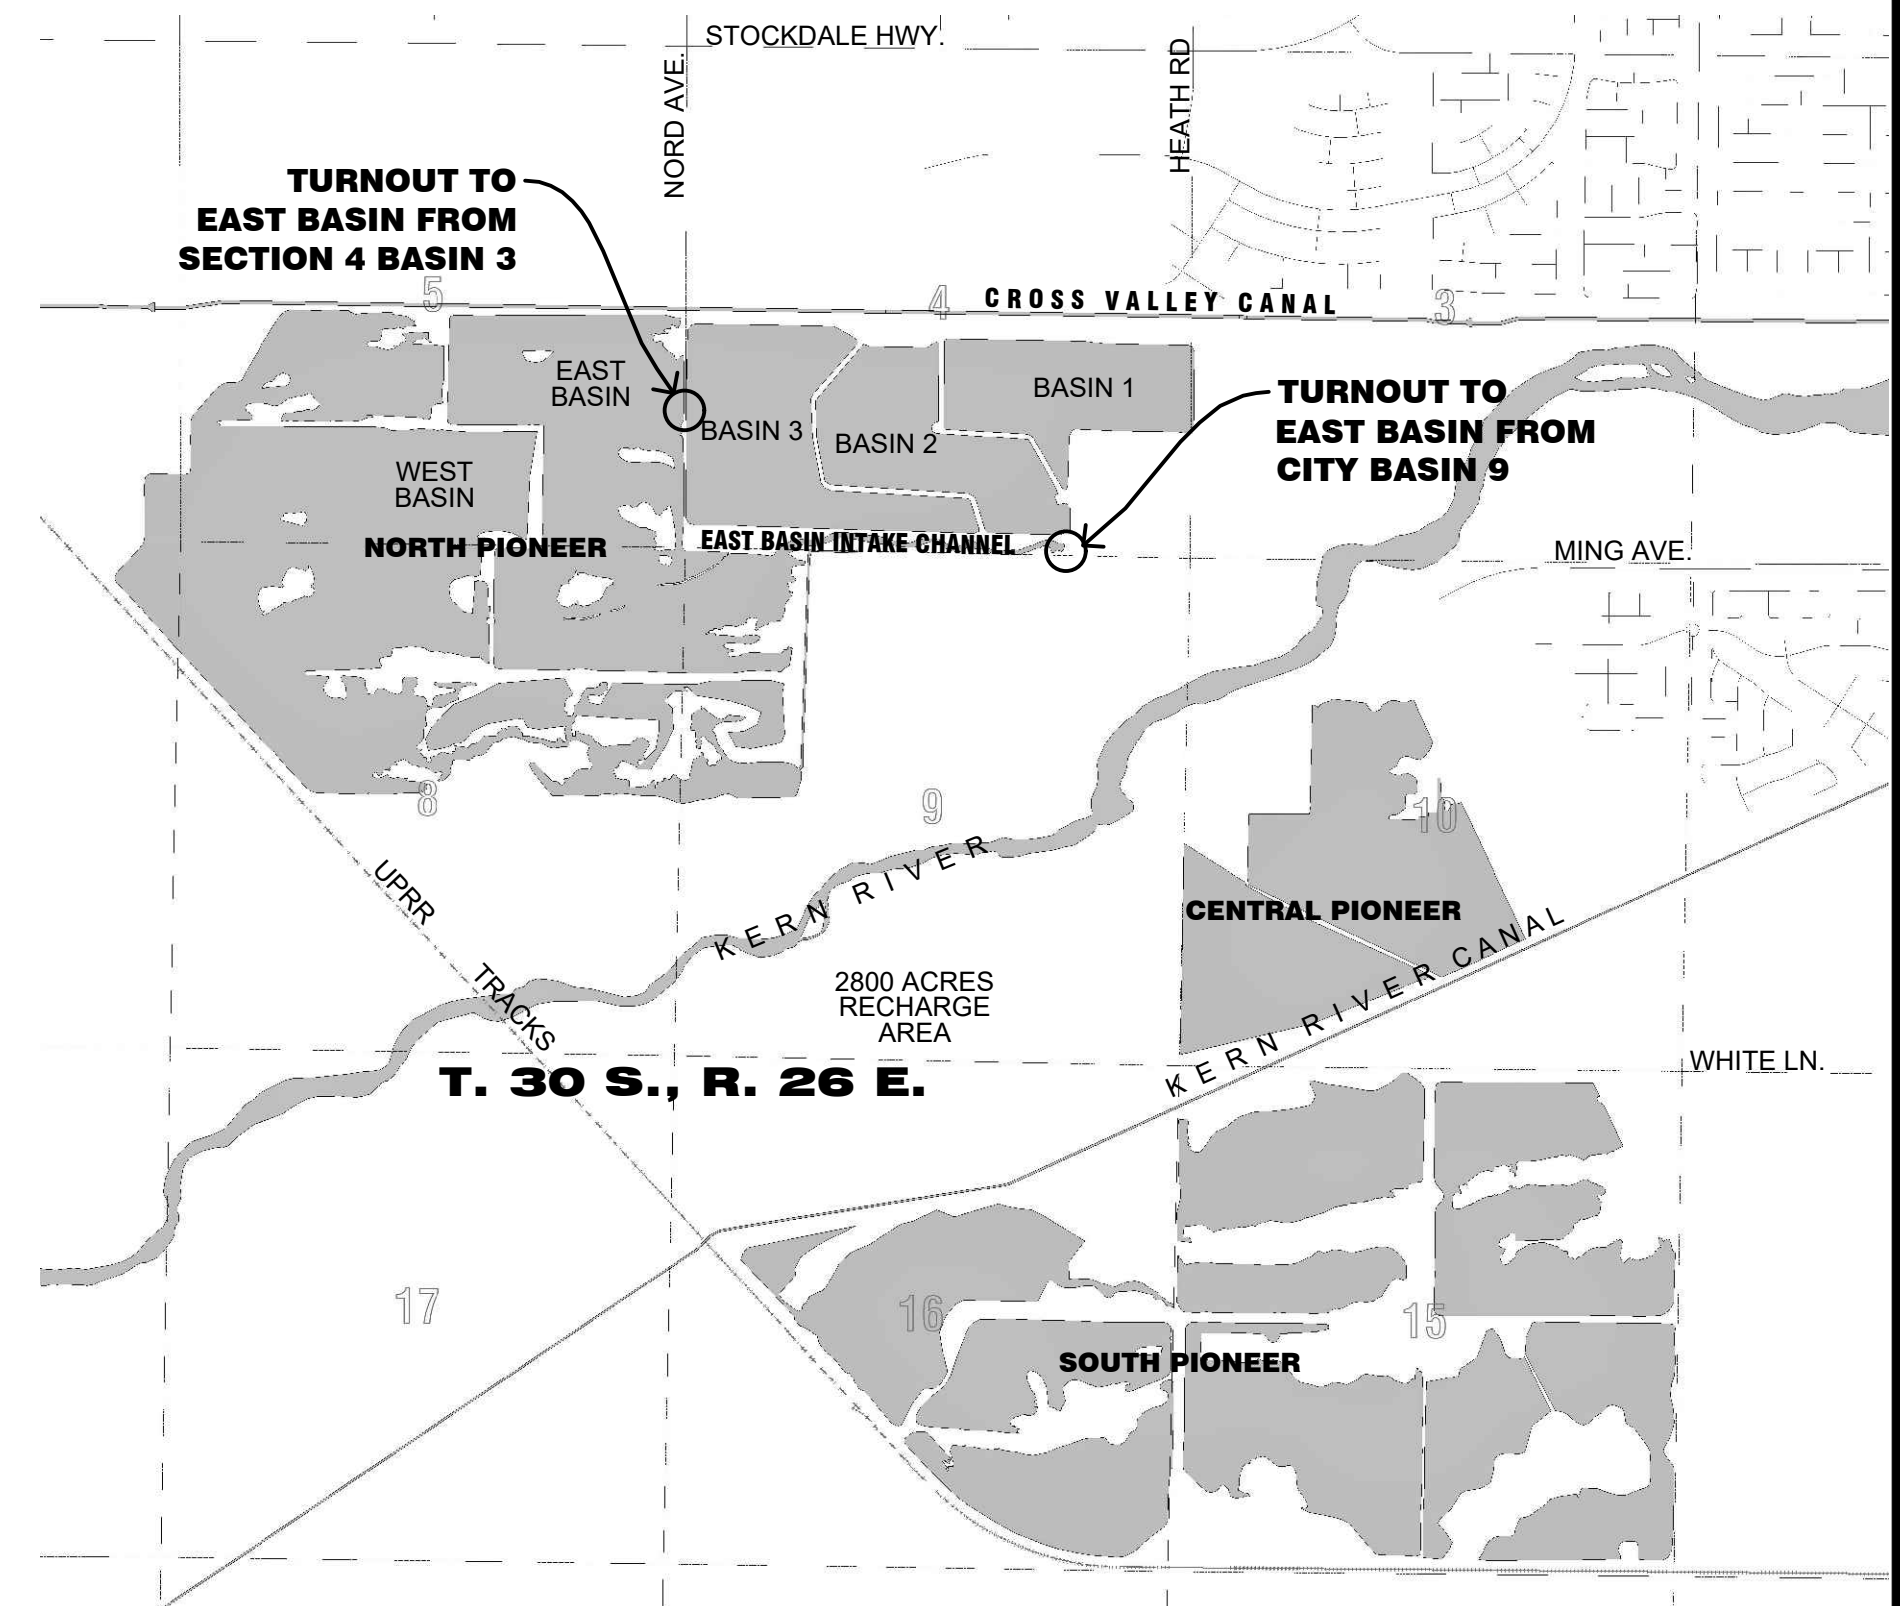 STOCKDALE HWY.
NORD AVE.
HEATH RD
TURNOUT TO
EAST BASIN FROM
SECTION 4 BASIN 3
5
4
3
CROSS VALLEY CANAL
EAST
BASIN
BASIN 3
BASIN 2
BASIN 1
TURNOUT TO
EAST BASIN FROM
CITY BASIN 9
WEST
BASIN
NORTH PIONEER
EAST BASIN INTAKE CHANNEL
MING AVE.
8
9
10
UPRR
TRACKS
KERN RIVER
CENTRAL PIONEER
KERN RIVER CANAL
2800 ACRES
RECHARGE
AREA
WHITE LN.
T. 30 S., R. 26 E.
17
16
15
SOUTH PIONEER